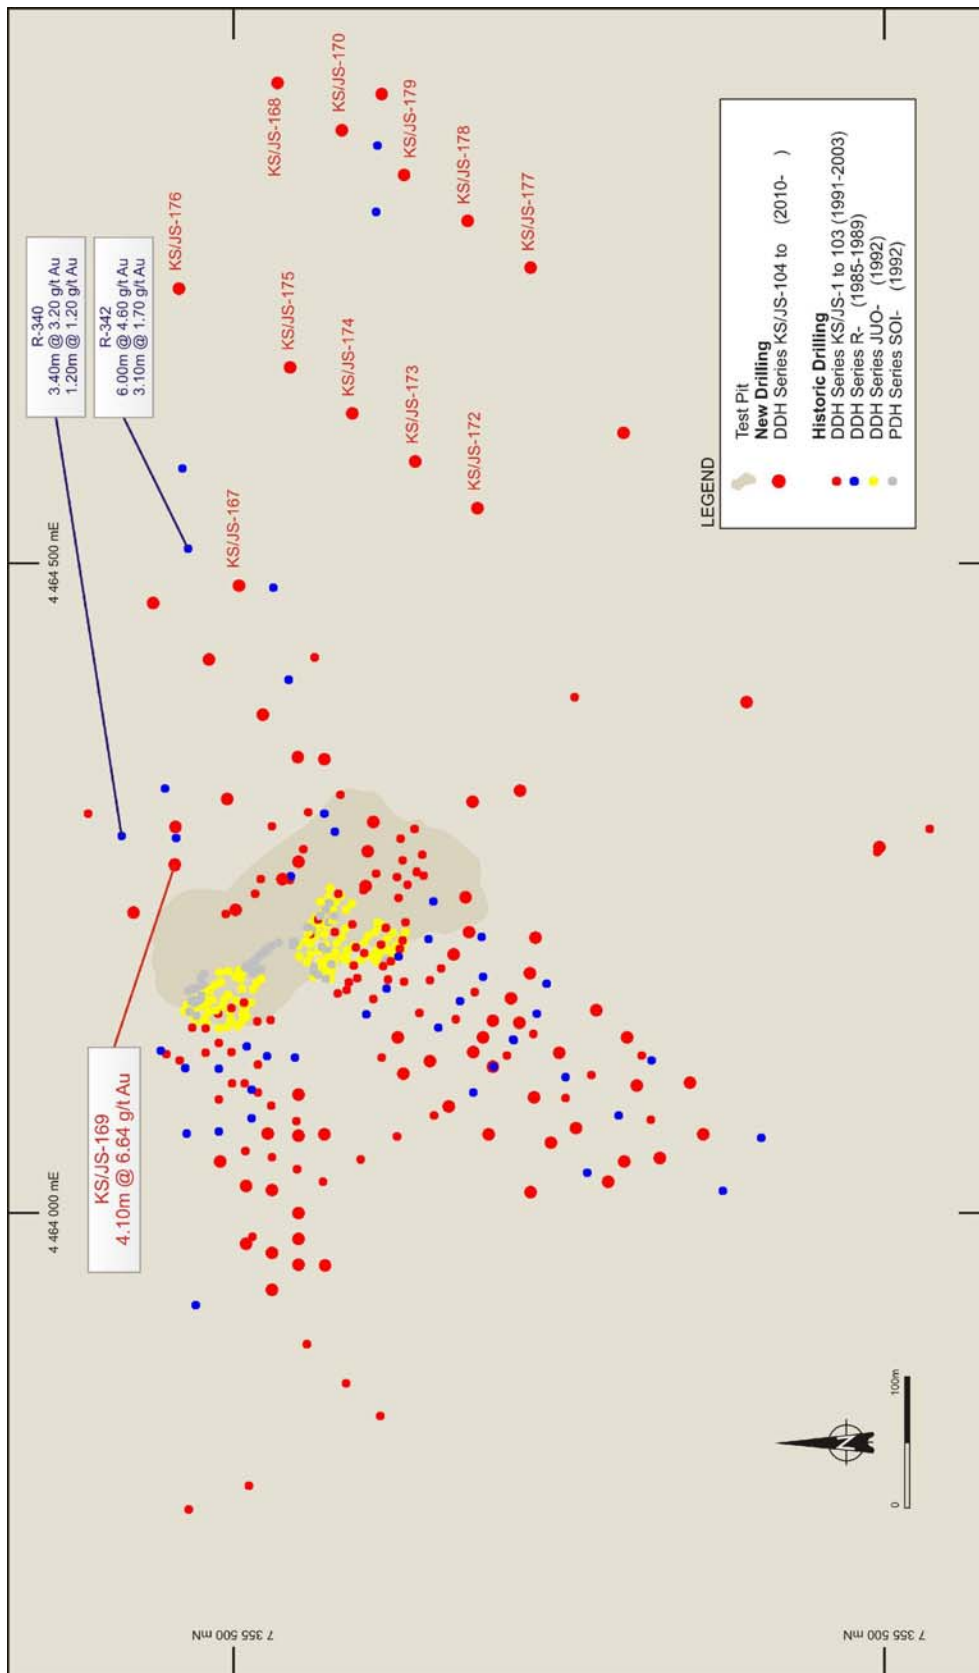 R-340
3.40m @ 3.20 g/t Au
1.20m @ 1.20 g/t Au
R-342
6.00m @ 4.60 g/t Au
3.10m @ 1.70 g/t Au
KS/JS-169
4.10m @ 6.64 g/t Au
4 464 000 mE
4 464 500 mE
7 355 500 mN
7 355 500 mN
KS/JS-167
KS/JS-176
KS/JS-168
KS/JS-175
KS/JS-170
KS/JS-174
KS/JS-179
KS/JS-173
KS/JS-178
KS/JS-172
KS/JS-177
N
0
100m
LEGEND
Test Pit
New Drilling
DDH Series KS/JS-104 to (2010- )
Historic Drilling
DDH Series KS/JS-1 to 103 (1991-2003)
DDH Series R- (1985-1989)
DDH Series JUO- (1992)
PDH Series SOI- (1992)